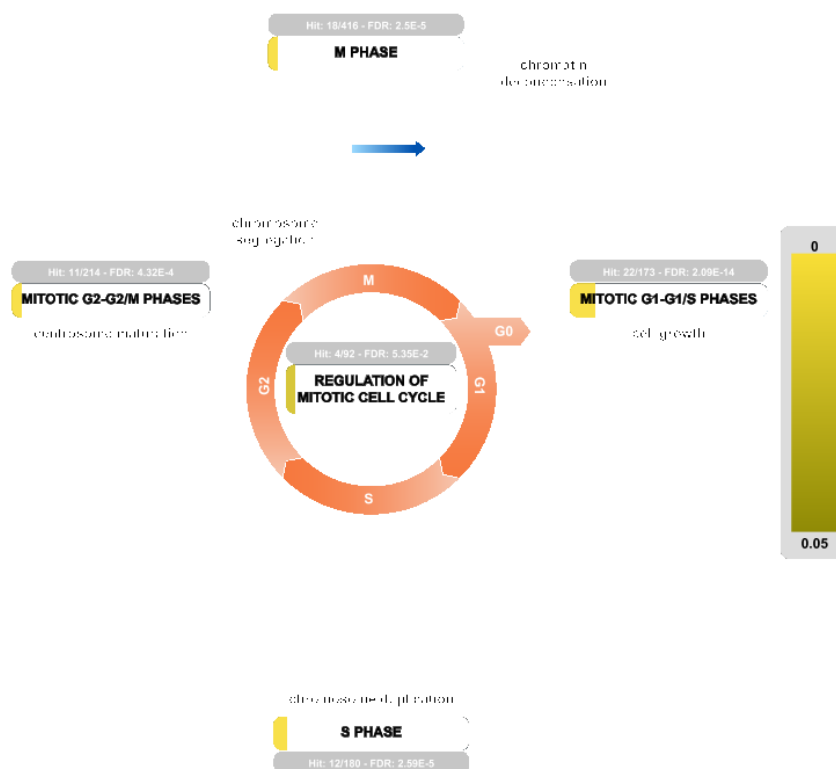 Hit: 18/416 - FDR: 2.5E-5
M PHASE
chromatin
decondensation
chromosome
segregation
Hit: 11/214 - FDR: 4.32E-4
MITOTIC G2-G2/M PHASES
centrosome maturation
M
G0
G2
G1
S
Hit: 4/92 - FDR: 5.35E-2
REGULATION OF
MITOTIC CELL CYCLE
Hit: 22/173 - FDR: 2.09E-14
MITOTIC G1-G1/S PHASES
cell growth
0
0.05
chromosome duplication
S PHASE
Hit: 12/180 - FDR: 2.59E-5